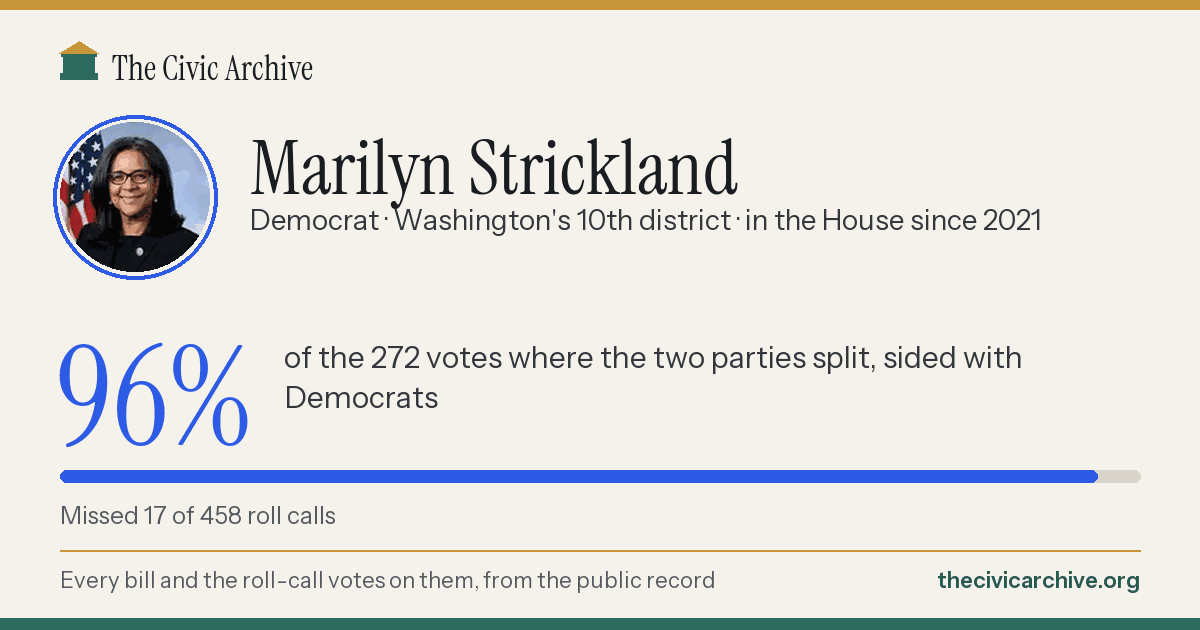 The Civic Archive
Marilyn Strickland
Democrat · Washington's 10th district · in the House since 2021
96%
of the 272 votes where the two parties split, sided with
Democrats
Missed 17 of 458 roll calls
Every bill and the roll-call votes on them, from the public record
thecivicarchive.org